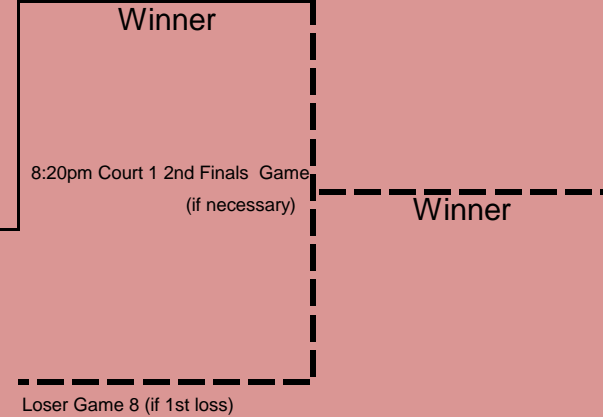 Winner
8:20pm Court 1 2nd Finals  Game
(if necessary)
Winner
Loser Game 8 (if 1st loss)